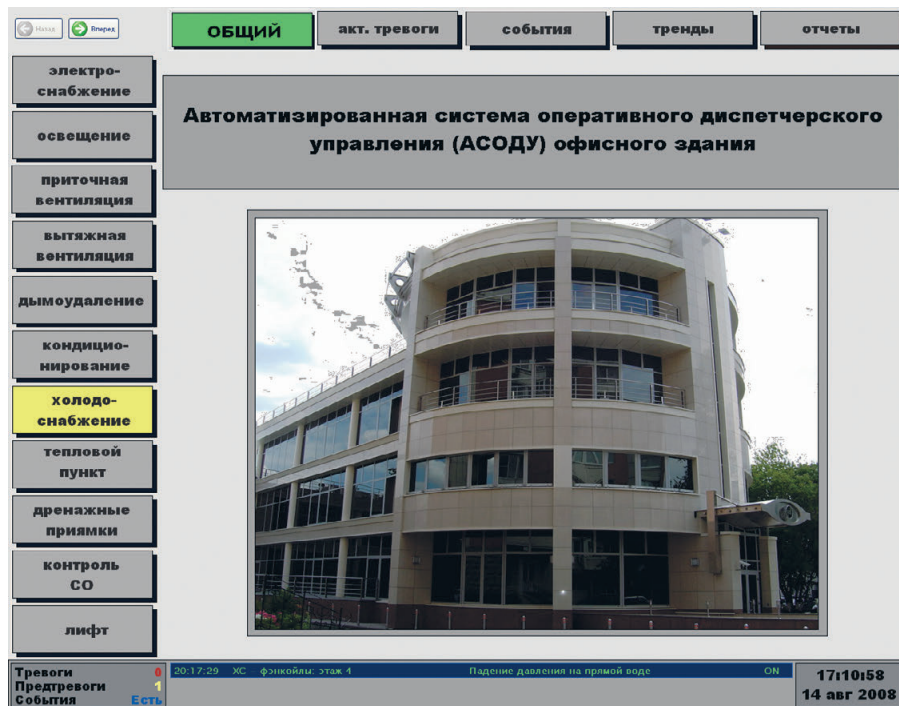 Назад Вперед ОБЩИЙ акт. тревоги события тренды отчеты
электро-
снабжение
освещение
приточная
вентиляция
вытяжная
вентиляция
дымоудаление
кондицио-
нирование
холодо-
снабжение
тепловой
пункт
дренажные
приямки
контроль
СО
лифт
Автоматизированная система оперативного диспетчерского
управления (АСОДУ) офисного здания
Тревоги 0
Предтревоги 1
События Есть
20:17:29 ХС фэнкойлы: этаж 4 Падение давления на прямой воде ON
17:10:58
14 авг 2008